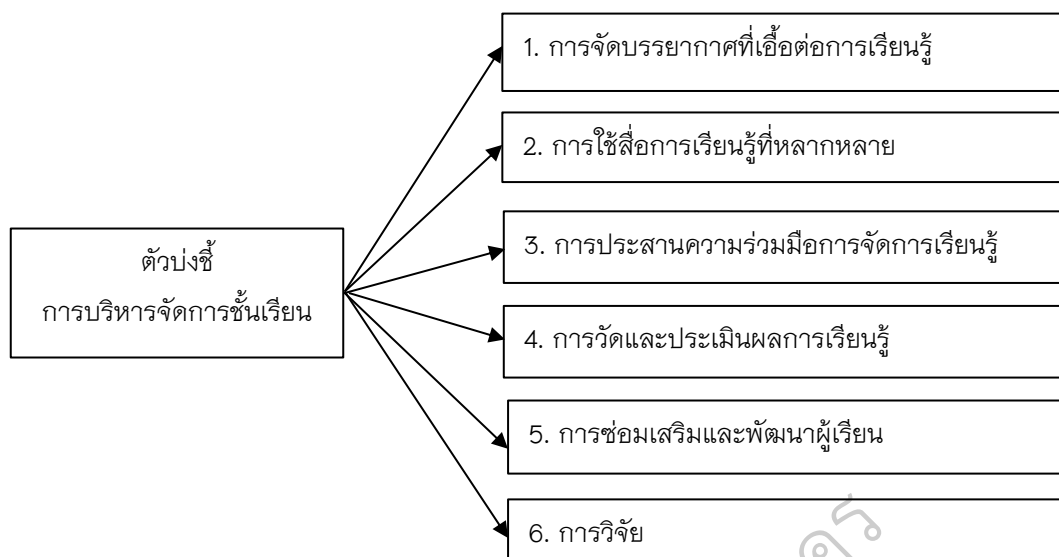 1. การจัดบรรยากาศที่เอื้อต่อการเรียนรู้
2. การใช้สื่อการเรียนรู้ที่หลากหลาย
ตัวบ่งชี้
การบริหารจัดการชั้นเรียน
3. การประสานความร่วมมือการจัดการเรียนรู้
4. การวัดและประเมินผลการเรียนรู้
5. การซ่อมเสริมและพัฒนาผู้เรียน
6. การวิจัย